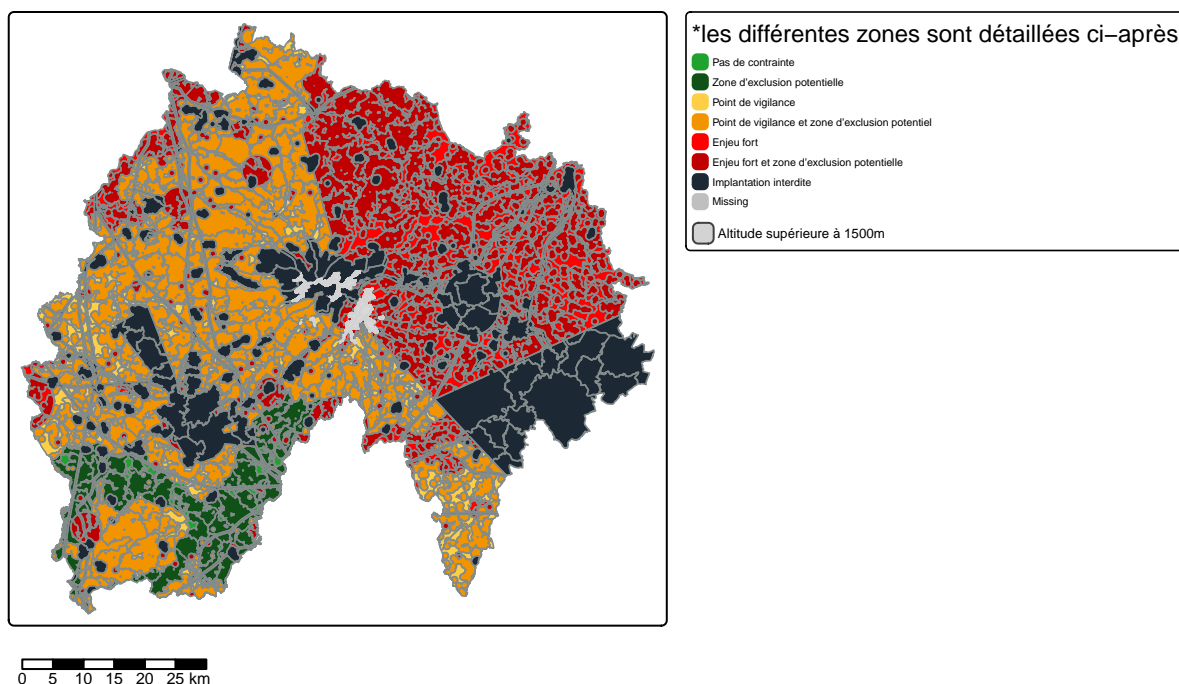 *les différentes zones sont détaillées ci−après
Pas de contrainte
Zone d'exclusion potentielle
Point de vigilance
Point de vigilance et zone d'exclusion potentiel
Enjeu fort
Enjeu fort et zone d'exclusion potentielle
Implantation interdite
Missing
Altitude supérieure à 1500m
0 5 10 15 20 25 km